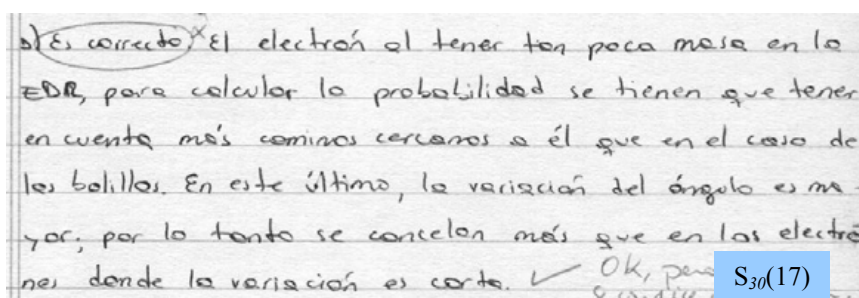 b) Es correcto. El electrón al tener tan poca masa en la
EDR, para calcular la probabilidad se tienen que tener
en cuenta más caminos cercanos a él que en el caso de
las bolillas. En este último, la variación del ángulo es ma-
yor, por lo tanto se cancelan más que en los electro
nes donde la variación es corta. ✓ OK, pero
S30(17)